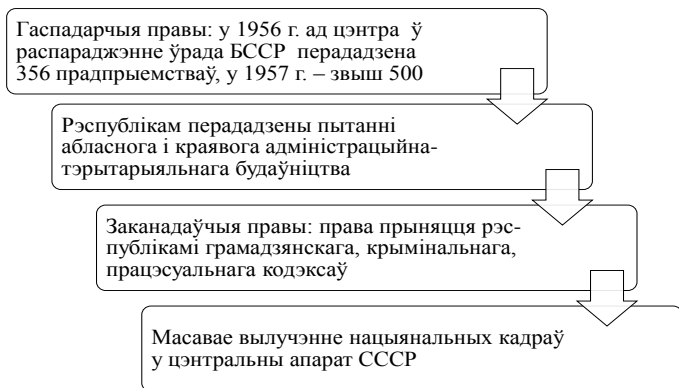 Гаспадарчыя правы: у 1956 г. ад цэнтра ў
распараджэнне ўрада БССР перададзена
356 прадпрыемстваў, у 1957 г. – звыш 500
Рэспублікам перададзены пытанні
абласнога і краявога адміністрацыйна-
тэрытарыяльнага будаўніцтва
Заканадаўчыя правы: права прыняцця рэс-
публікамі грамадзянскага, крымінальнага,
працэсуальнага кодэксаў
Масавае вылучэнне нацыянальных кадраў
у цэнтральны апарат СССР